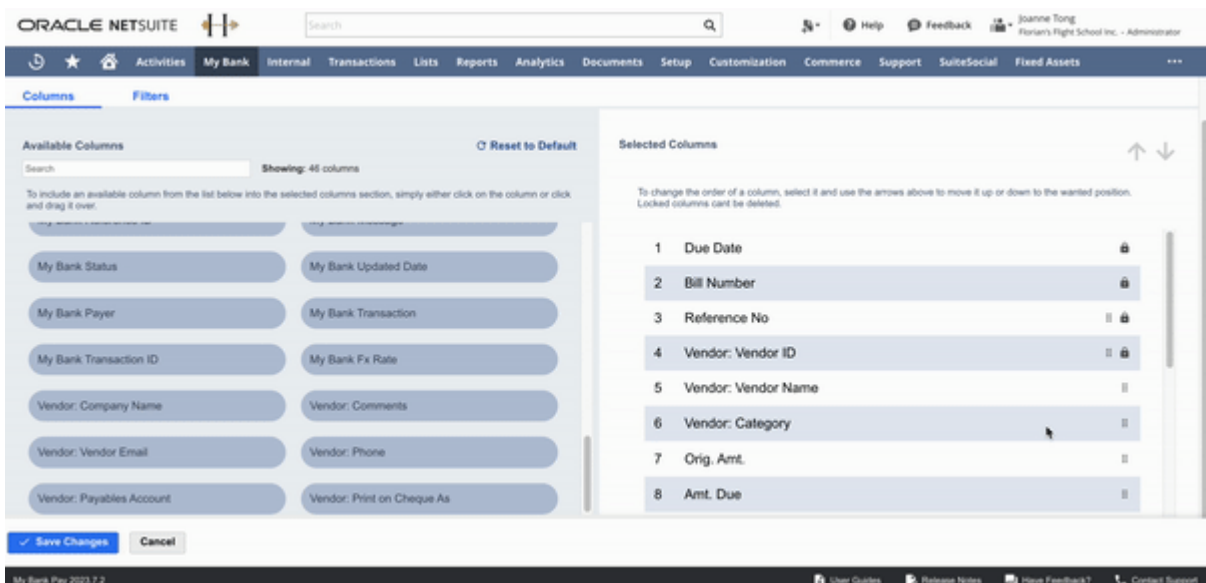 ORACLE NETSUITE
Search
Help
Feedback
Joanne Tong
Florian's Flight School Inc. - Administrator
Activities My Bank Internal Transactions Lists Reports Analytics Documents Setup Customization Commerce Support SuiteSocial Fixed Assets
Columns Filters
Available Columns
Reset to Default
Search
Showing: 46 columns
To include an available column from the list below into the selected columns section, simply either click on the column or click
and drag it over.
My Bank Reference ID My Bank Message
My Bank Status My Bank Updated Date
My Bank Payer My Bank Transaction
My Bank Transaction ID My Bank Fx Rate
Vendor: Company Name Vendor: Comments
Vendor: Vendor Email Vendor: Phone
Vendor: Payables Account Vendor: Print on Cheque As
Selected Columns
To change the order of a column, select it and use the arrows above to move it up or down to the wanted position.
Locked columns cant be deleted.
1 Due Date
2 Bill Number
3 Reference No
4 Vendor: Vendor ID
5 Vendor: Vendor Name
6 Vendor: Category
7 Orig. Amt.
8 Amt. Due
Save Changes Cancel
My Bank Pay 2023.7.2
User Guides Release Notes Have Feedback? Contact Support